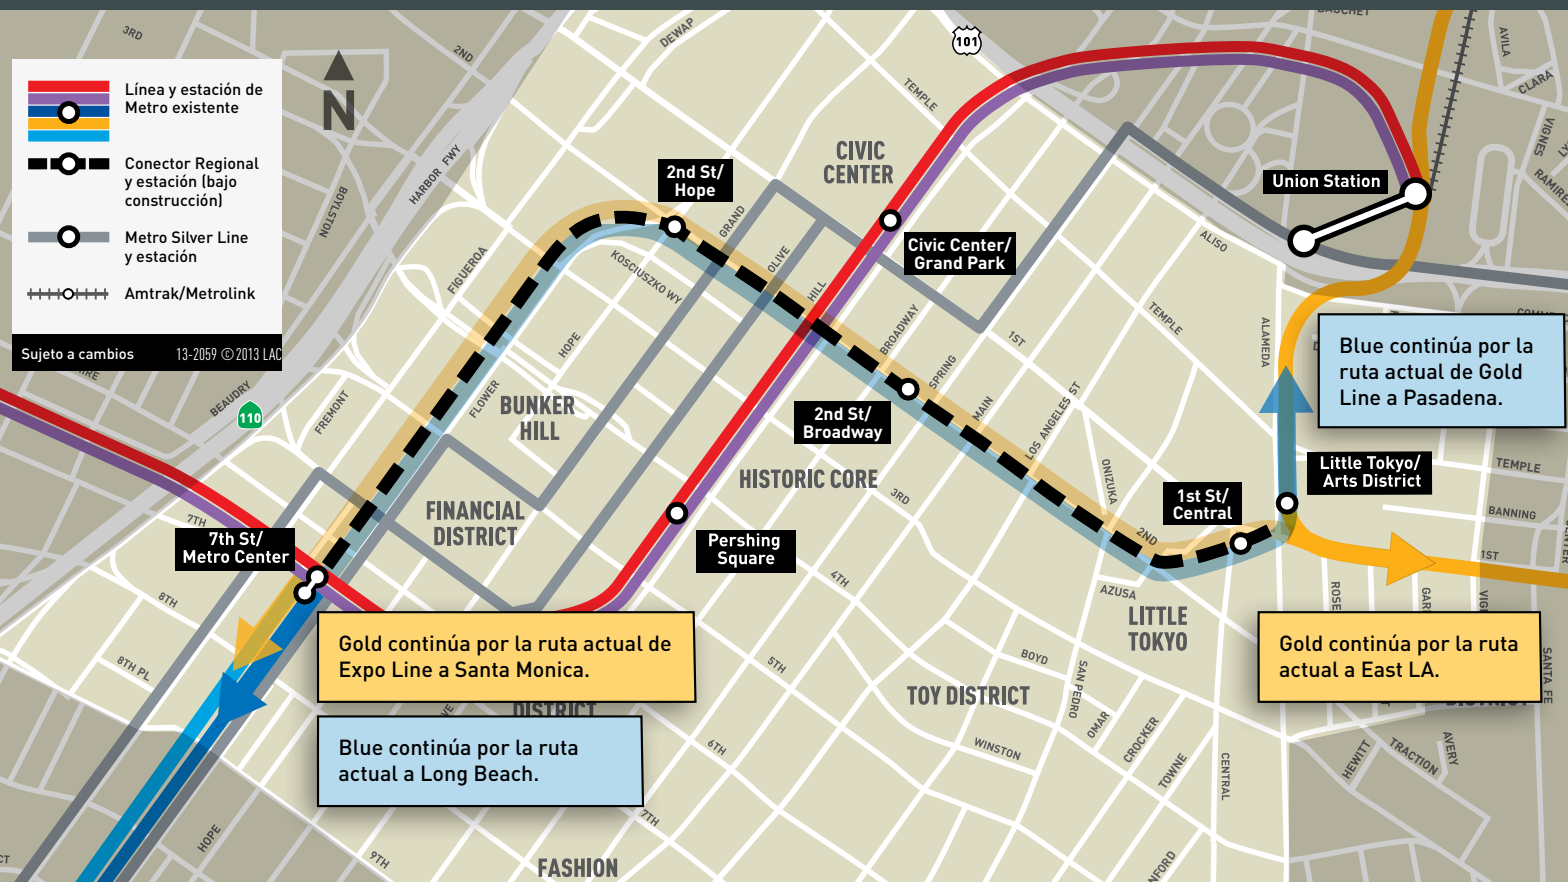 3RD
2ND
DEWAP
101
BAUCHET
AVILA
CLARA
VIGNES
Línea y estación de
Metro existente
Conector Regional
y estación (bajo
construcción)
Metro Silver Line
y estación
Amtrak/Metrolink
Sujeto a cambios
13-2059 ©2013 LAC
N
BOYLSTON
HARBOR FWY
TEMPLE
CIVIC
CENTER
2nd St/
Hope
Union Station
Civic Center/
Grand Park
GRAND
OLIVE
HILL
FIGUEROA
KOSCIUSZKO WY
ALISO
HOPE
BROADWAY
1ST
TEMPLE
ALAMEDA
Blue continúa por la
ruta actual de Gold
Line a Pasadena.
BEAUDRY
110
FREMONT
FLOWER
BUNKER
HILL
SPRING
MAIN
LOS ANGELES ST
2nd St/
Broadway
HISTORIC CORE
3RD
ONIZUKA
Little Tokyo/
Arts District
TEMPLE
BANNING
1ST
CENTER
1st St/
Central
FINANCIAL
DISTRICT
7TH
7th St/
Metro Center
Pershing
Square
2ND
4TH
AZUSA
LITTLE
TOKYO
8TH
8TH PL
Gold continúa por la ruta actual de
Expo Line a Santa Monica.
5TH
BOYD
SAN PEDRO
ROSE
GAR
VIG
Gold continúa por la ruta
actual a East LA.
SANTA FE
DISTRICT
DISTRICT
TOY DISTRICT
OMAR
CROCKER
TOWNE
WINSTON
6TH
CENTRAL
HEWITT
TRACTION
AVERY
Blue continúa por la ruta
actual a Long Beach.
7TH
HOPE
9TH
FASHION